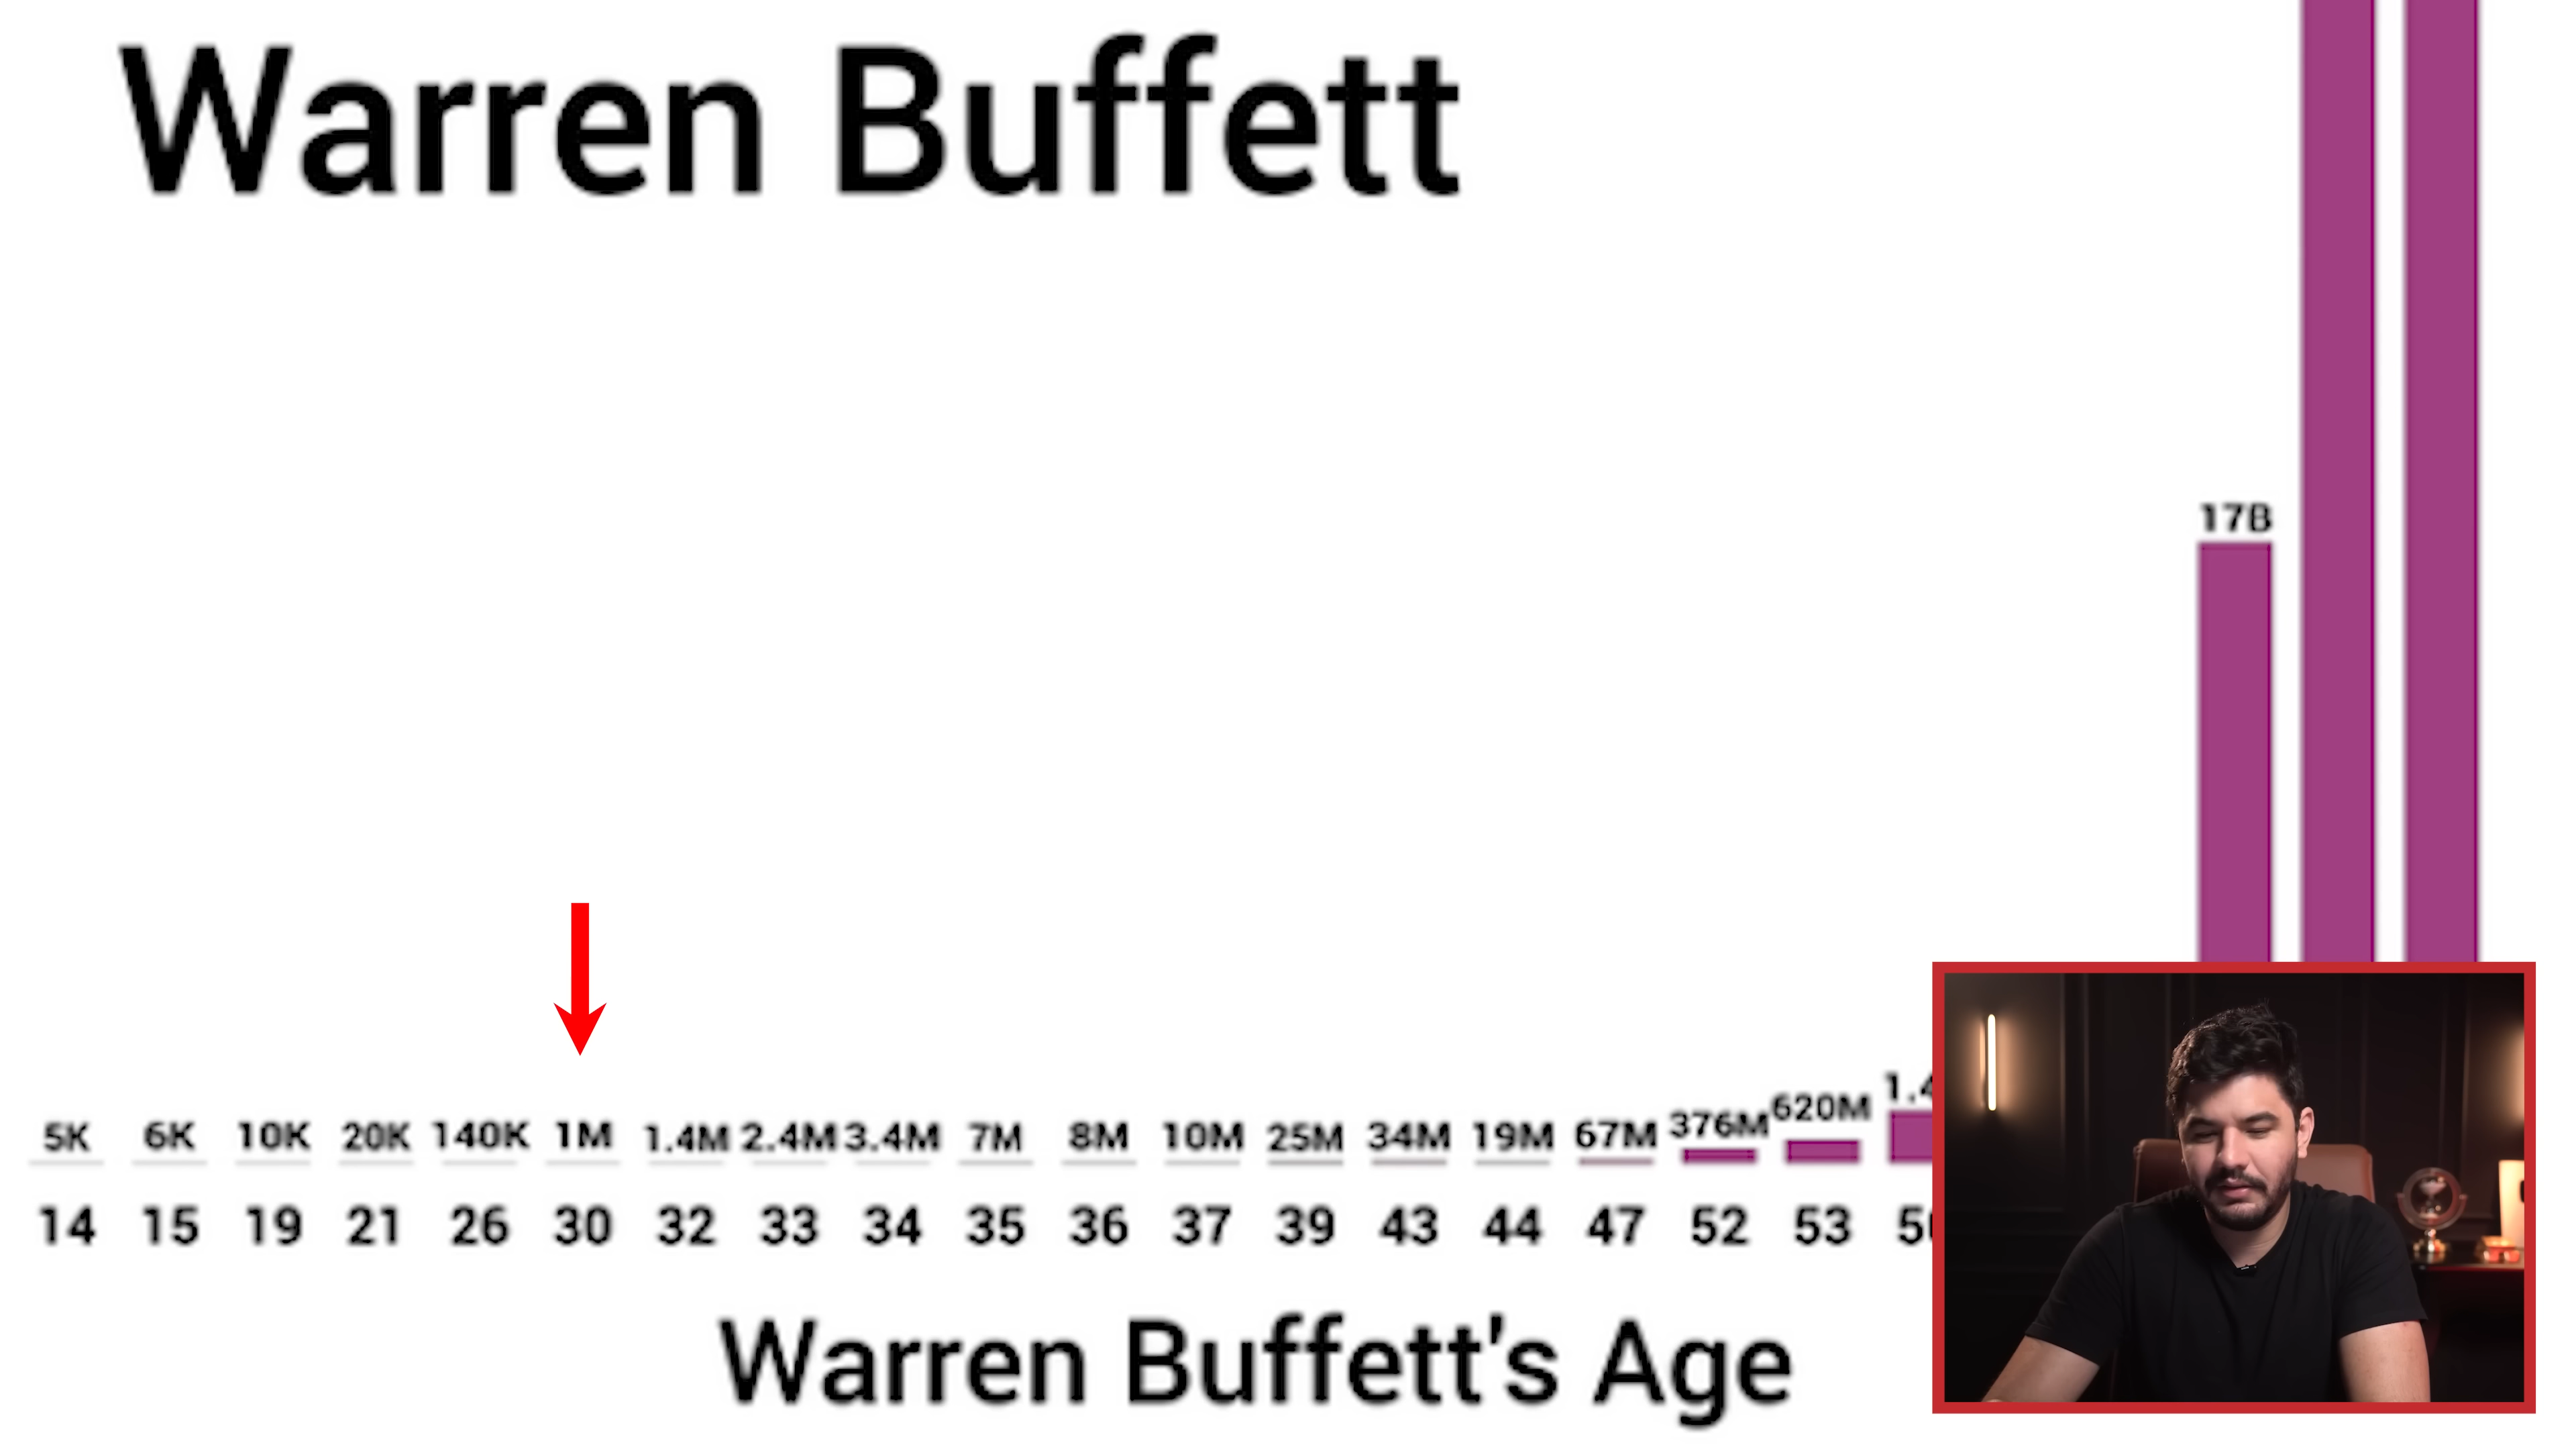 Warren Buffett
17B
5K 6K 10K 20K 140K 1M 1.4M 2.4M 3.4M 7M 8M 10M 25M 34M 19M 67M 376M 620M 1.4
14 15 19 21 26 30 32 33 34 35 36 37 39 43 44 47 52 53
Warren Buffett's Age